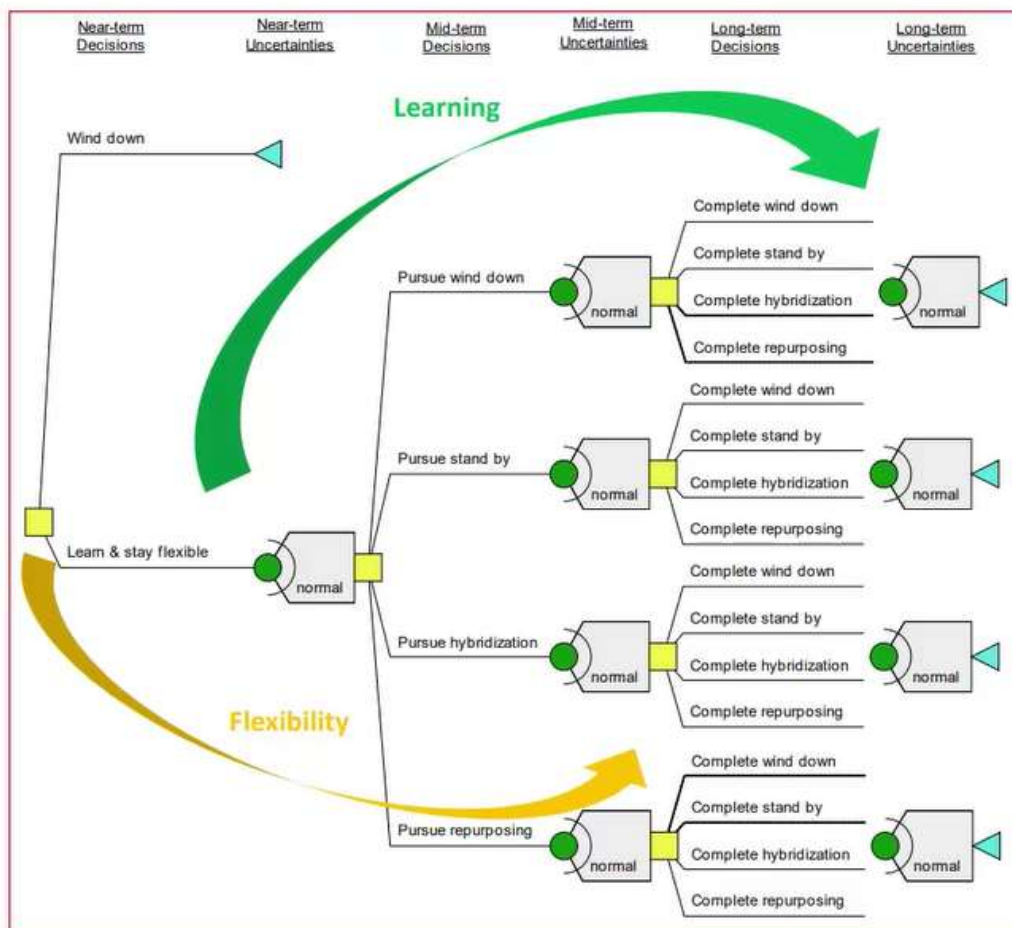 Near-term
Decisions
Near-term
Uncertainties
Mid-term
Decisions
Mid-term
Uncertainties
Long-term
Decisions
Long-term
Uncertainties
Learning
Wind down
Complete wind down
Complete stand by
Pursue wind down
Complete hybridization
normal
normal
Complete repurposing
Complete wind down
Complete stand by
Pursue stand by
Complete hybridization
normal
normal
Complete repurposing
Learn & stay flexible
normal
Complete wind down
Complete stand by
Pursue hybridization
Complete hybridization
normal
normal
Complete repurposing
Flexibility
Complete wind down
Complete stand by
Pursue repurposing
Complete hybridization
normal
normal
Complete repurposing